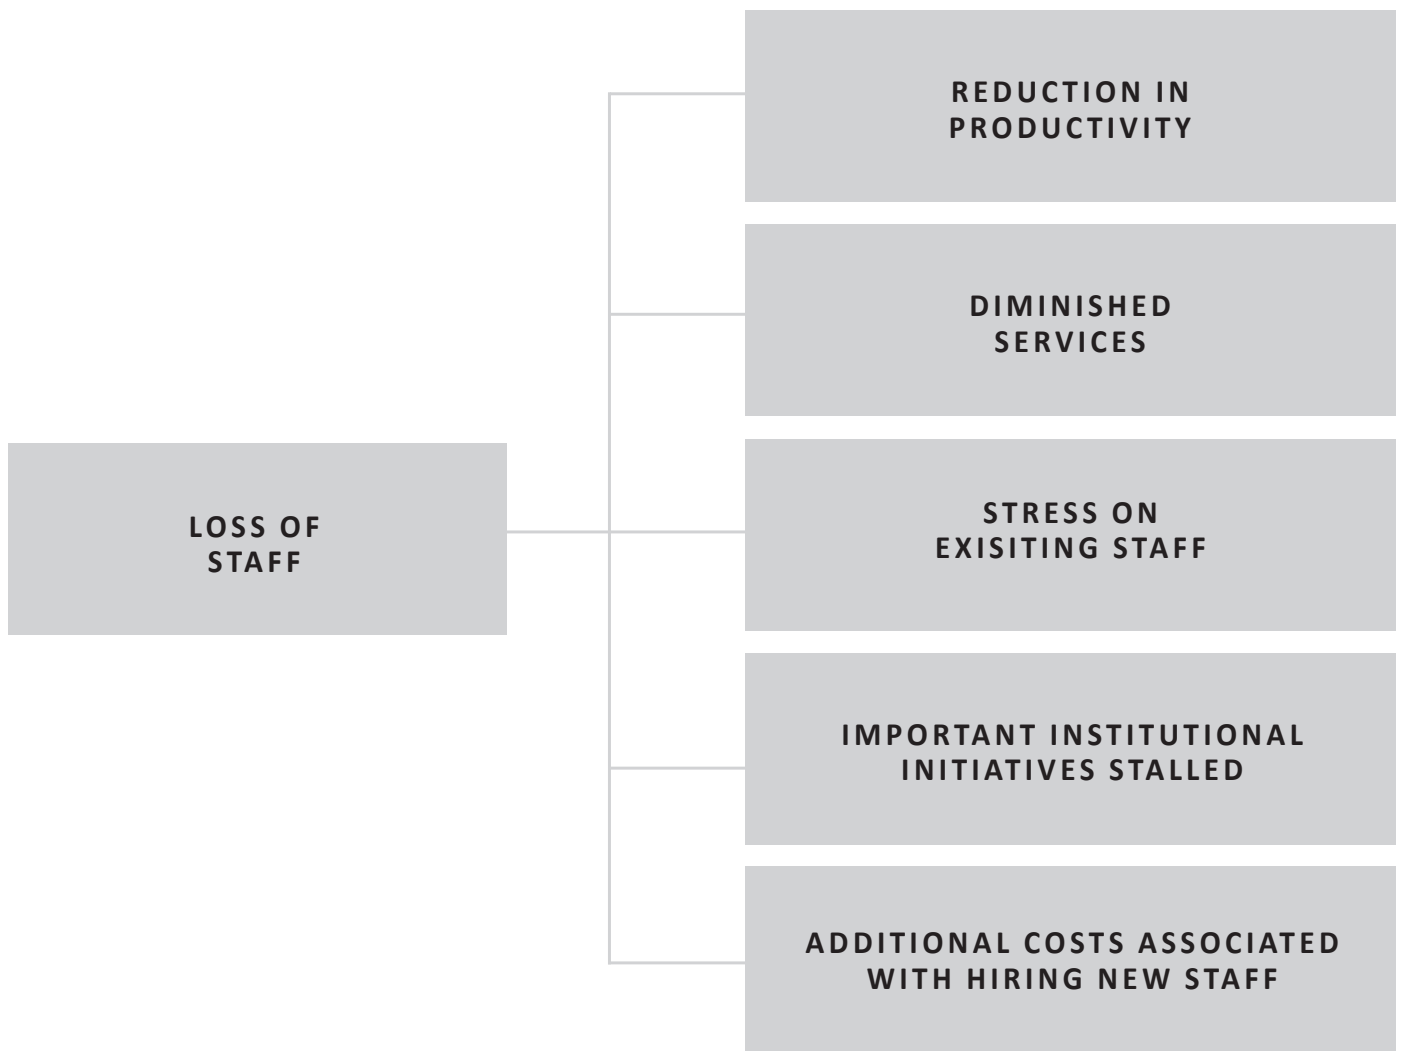 REDUCTION IN
PRODUCTIVITY
DIMINISHED
SERVICES
LOSS OF
STAFF
STRESS ON
EXISITING STAFF
IMPORTANT INSTITUTIONAL
INITIATIVES STALLED
ADDITIONAL COSTS ASSOCIATED
WITH HIRING NEW STAFF